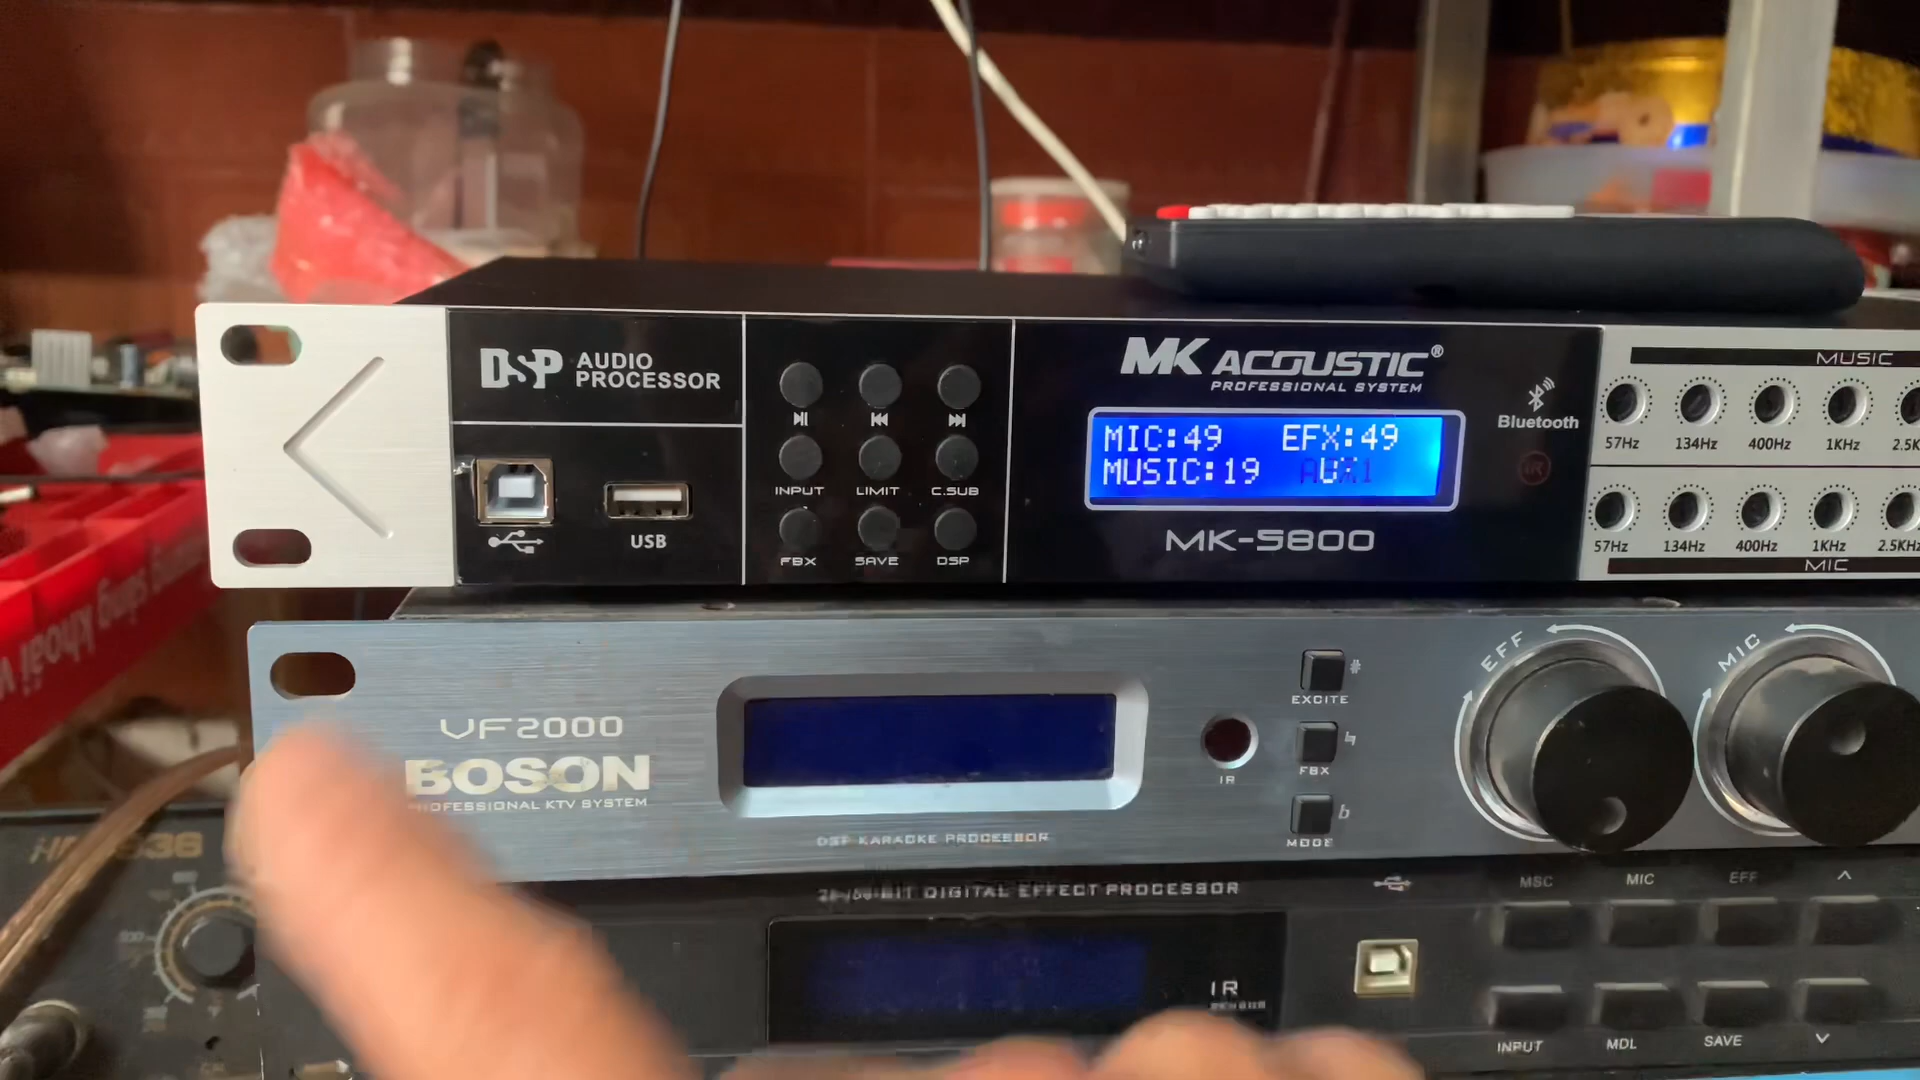 DSP AUDIO
PROCESSOR
USB
INPUT LIMIT C.SUB
FBX SAVE DSP
MK ACOUSTIC®
PROFESSIONAL SYSTEM
MIC:49 EFX:49
MUSIC:19
MK-5800
Bluetooth
IR
MUSIC
57Hz 134Hz 400Hz 1KHz
57Hz 134Hz 400Hz 1KHz 2.5KHz
MIC
khoai
VF2000
BOSON
PROFESSIONAL KTV SYSTEM
DSP KARAOKE PROCESSOR
IR
EXCITE
FBX
MODE
EFF
MIC
BIT DIGITAL EFFECT PROCESSOR
IR
MSC MIC EFF
INPUT MDL SAVE